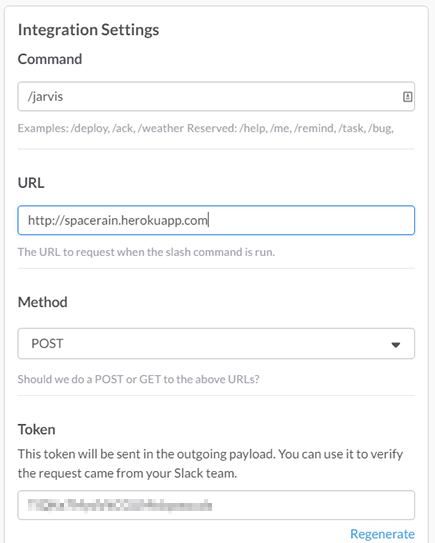 Integration Settings
Command
/jarvis
Examples: /deploy, /ack, /weather Reserved: /help, /me, /remind, /task, /bug,
URL
http://spacerain.herokuapp.com
The URL to request when the slash command is run.
Method
POST
Should we do a POST or GET to the above URLs?
Token
This token will be sent in the outgoing payload. You can use it to verify
the request came from your Slack team.
Regenerate